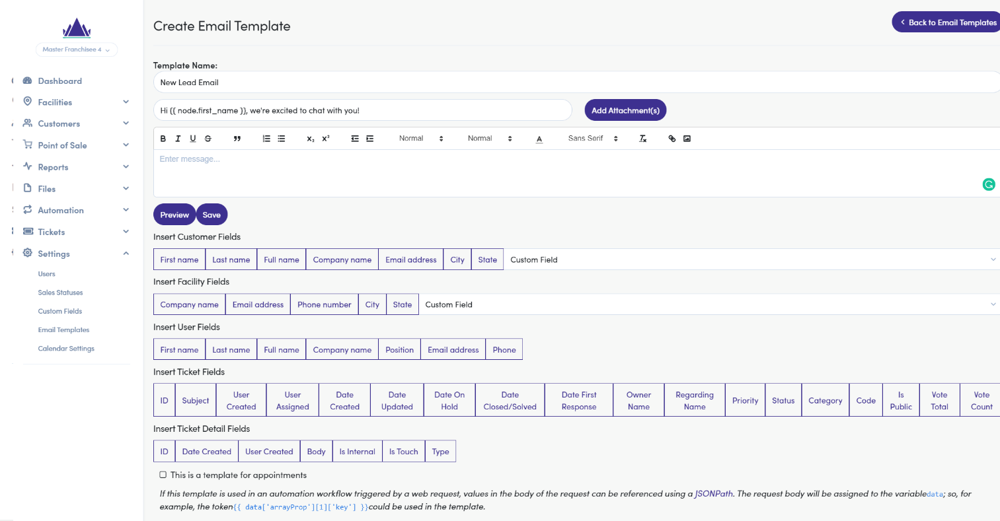 Master Franchisee 4
Dashboard
Facilities
Customers
Point of Sale
Reports
Files
Automation
Tickets
Settings
Users
Sales Statuses
Custom Fields
Email Templates
Calendar Settings
Create Email Template
Back to Email Templates
Template Name:
New Lead Email
Hi {{ node.first_name }}, we're excited to chat with you!
Add Attachment(s)
Normal Normal Sans Serif
Enter message...
Preview Save
Insert Customer Fields
First name Last name Full name Company name Email address City State Custom Field
Insert Facility Fields
Company name Email address Phone number City State Custom Field
Insert User Fields
First name Last name Full name Company name Position Email address Phone
Insert Ticket Fields
ID Subject User Created User Assigned Date Created Date Updated Date On Hold Date Closed/Solved Date First Response Owner Name Regarding Name Priority Status Category Code Is Public Vote Total Vote Count
Insert Ticket Detail Fields
ID Date Created User Created Body Is Internal Is Touch Type
This is a template for appointments
If this template is used in an automation workflow triggered by a web request, values in the body of the request can be referenced using a JSONPath. The request body will be assigned to the variable data; so, for
example, the token {{ data['arrayProp'][1]['key'] }} could be used in the template.